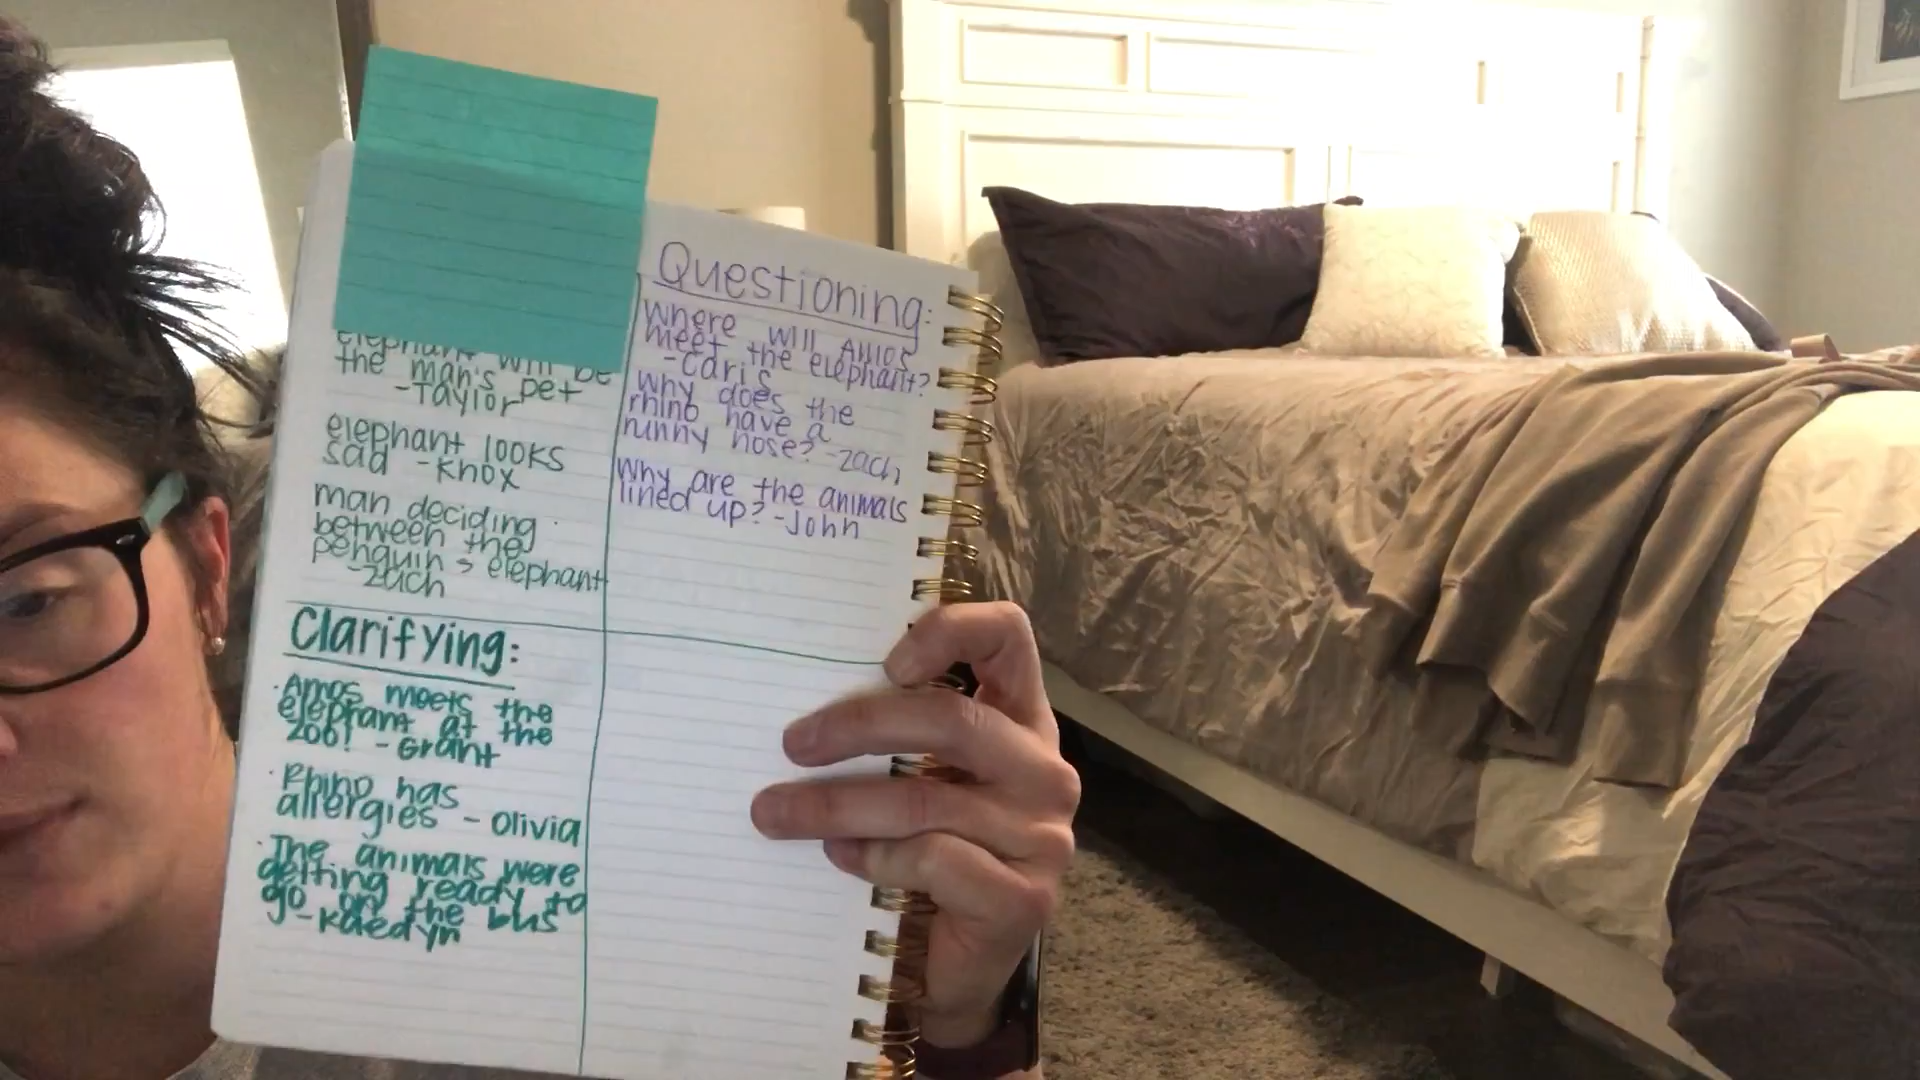 elephant will be
the man's pet
-Taylor
elephant looks
sad -Knox
man deciding
between the
penguin > elephant
-Zach
Questioning:
Where will Amos
meet the elephant?
-Caris
Why does the
rhino have a
runny nose? -Zach
Why are the animals
lined up? -John
Clarifying:
· Amos meets the
elephant at the
zoo! - Grant
· Rhino has
allergies - Olivia
· The animals were
getting ready to
go on the bus
- Kaedyn